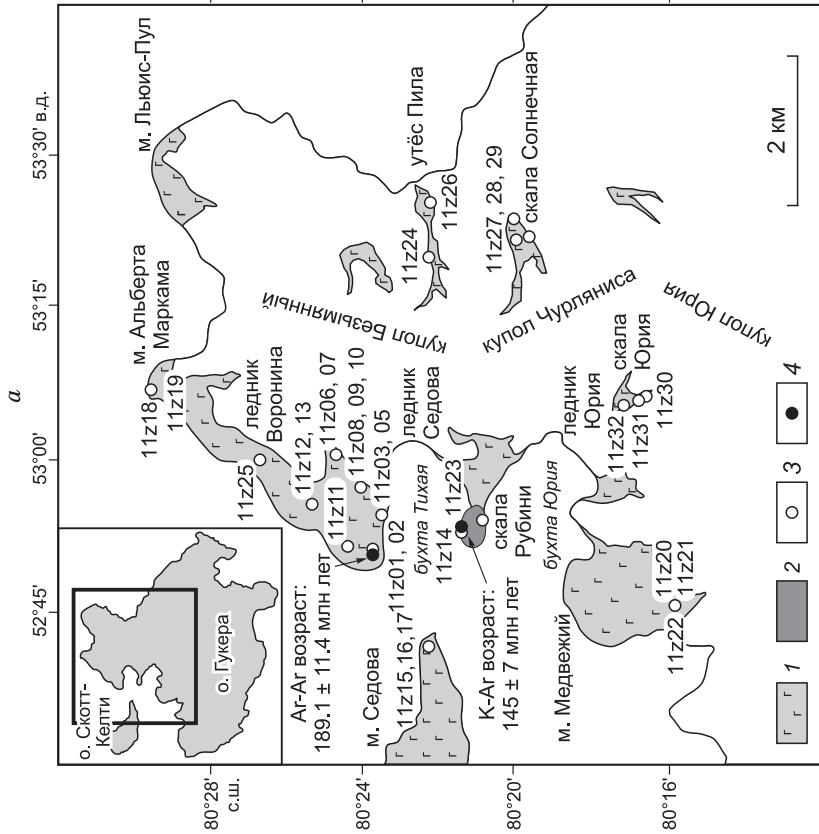 а
52°45'
53°00'
53°15'
53°30' в.д.
80°28'
с.ш.
80°24'
80°20'
80°16'
о. Скотт-
Келти
о. Гукера
м. Альберта
Маркама
11z18
11z19
м. Льюис-Пул
ледник
Воронина
11z25
11z12, 13
11z06, 07
11z11
11z08, 09, 10
11z03, 05
Ar-Ar возраст:
189.1 ± 11.4 млн лет
11z01, 02
м. Седова
11z15,16,17
бухта Тихая
ледник
Седова
купол Безымянный
утёс Пила
11z24
11z26
11z14
11z23
скала
Рубини
K-Ar возраст:
145 ± 7 млн лет
11z27, 28, 29
скала Солнечная
купол Чурляниса
бухта Юрия
м. Медвежий
ледник
Юрия
скала
Юрия
11z32
11z31
11z30
купол Юрия
11z20
11z22
11z21
1
2
3
4
2 км